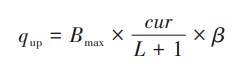 q_up = B_max × cur / (L + 1) × β